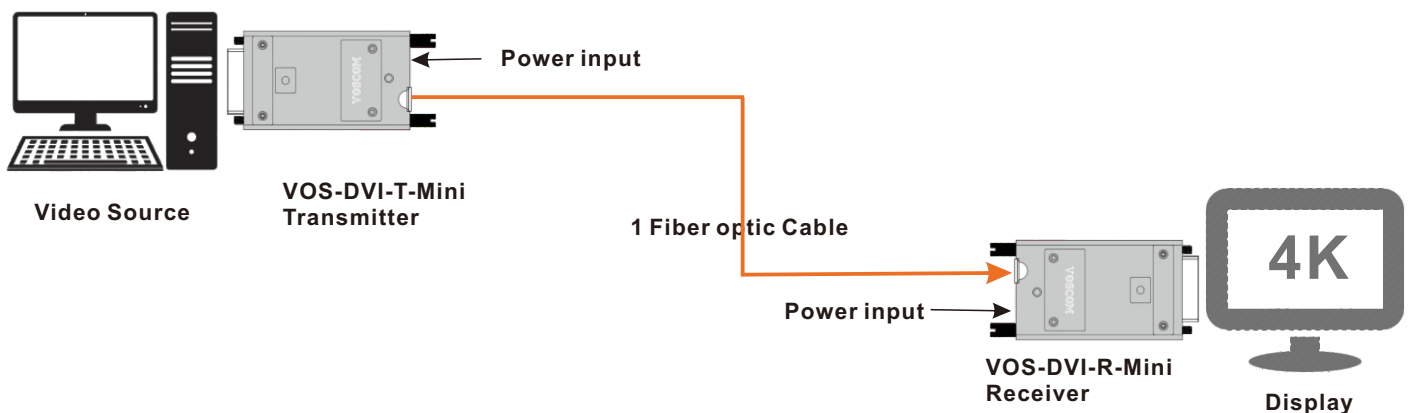 Power input
VOSCOM
Video Source
VOS-DVI-T-Mini
Transmitter
1 Fiber optic Cable
4K
VOSCOM
Power input
VOS-DVI-R-Mini
Receiver
Display